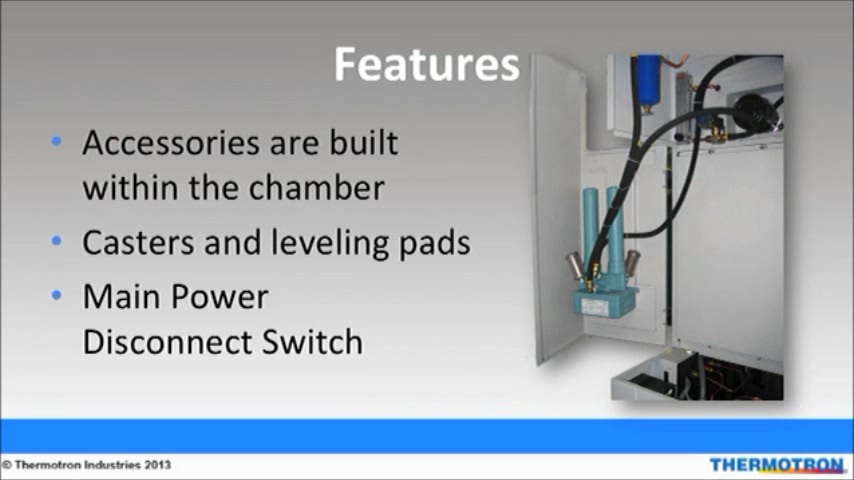 Features
• Accessories are built
within the chamber
• Casters and leveling pads
• Main Power
Disconnect Switch
© Thermotron Industries 2013
THERMOTRON